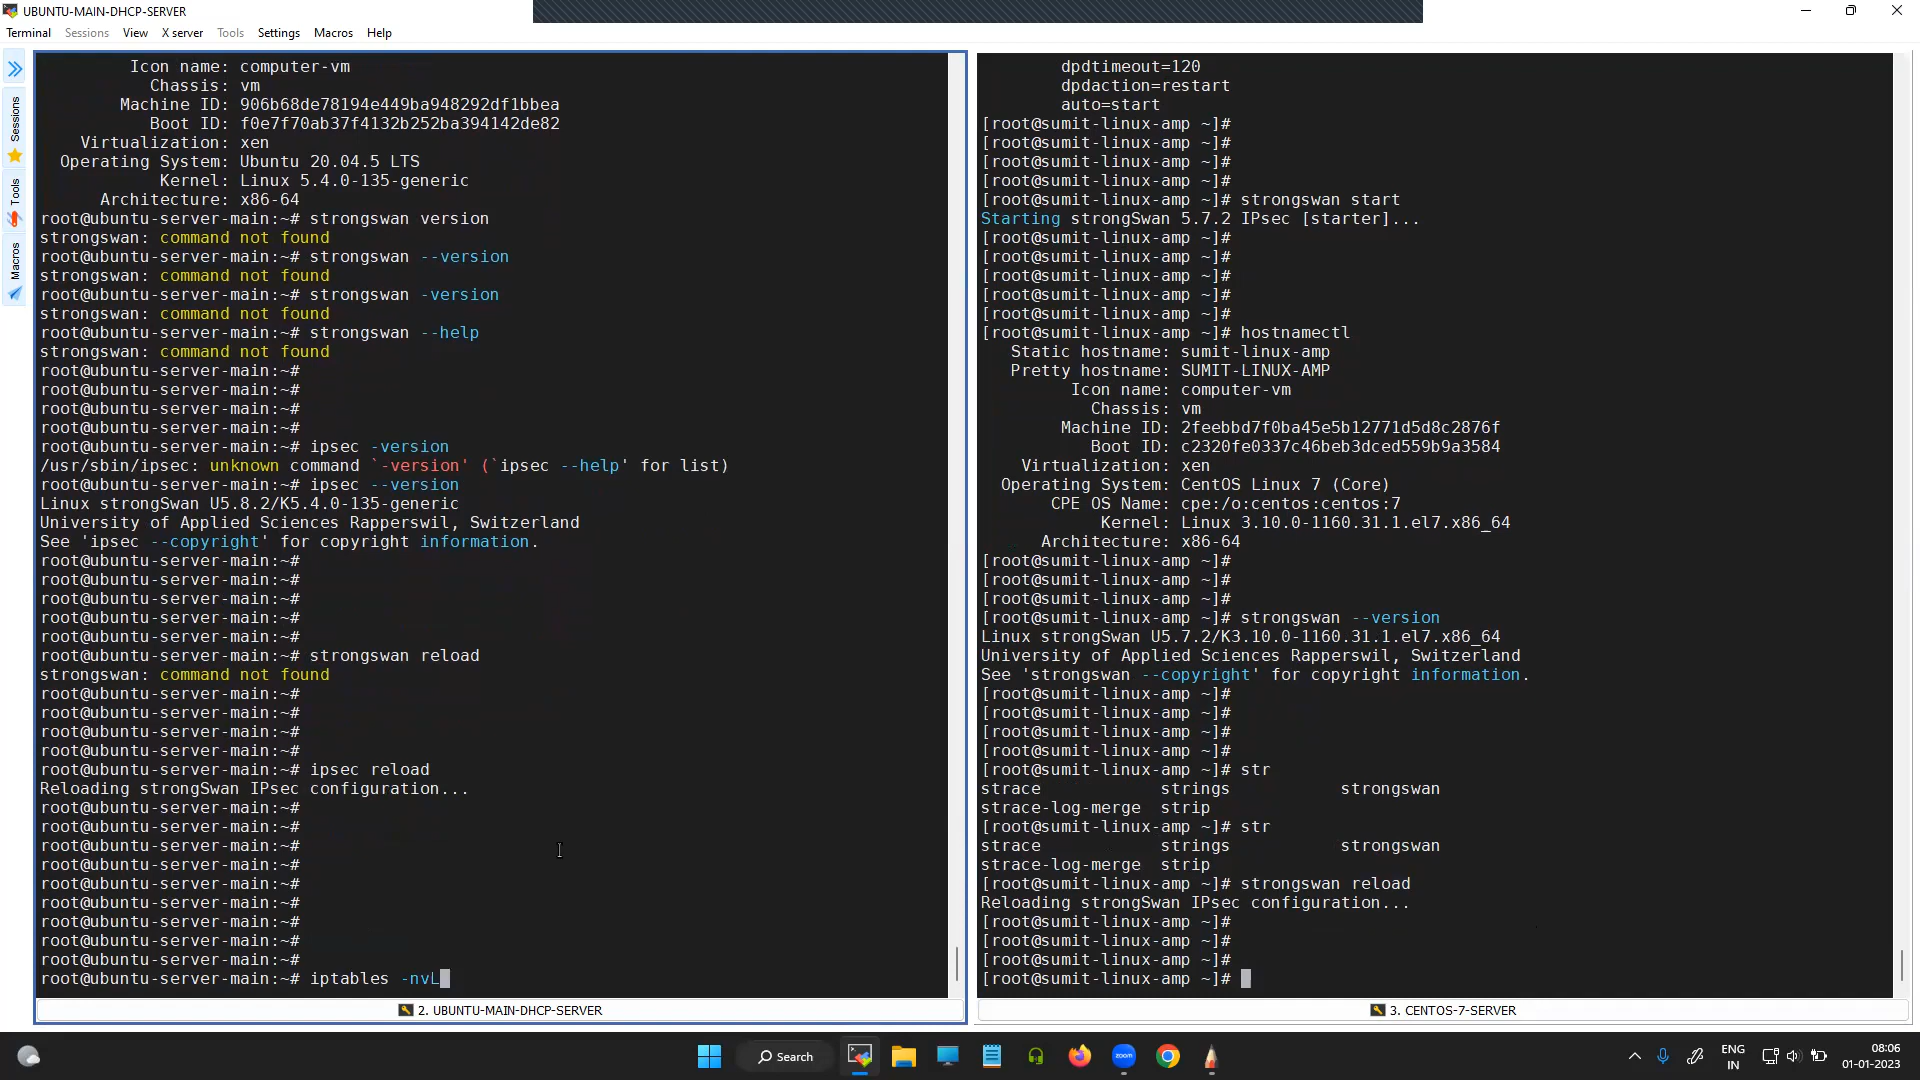 UBUNTU-MAIN-DHCP-SERVER
Terminal Sessions View X server Tools Settings Macros Help
Sessions
Tools
Macros
Icon name: computer-vm
Chassis: vm
Machine ID: 906b68de78194e449ba948292df1bbea
Boot ID: f0e7f70ab37f4132b252ba394142de82
Virtualization: xen
Operating System: Ubuntu 20.04.5 LTS
Kernel: Linux 5.4.0-135-generic
Architecture: x86-64
root@ubuntu-server-main:~# strongswan version
strongswan: command not found
root@ubuntu-server-main:~# strongswan --version
strongswan: command not found
root@ubuntu-server-main:~# strongswan -version
strongswan: command not found
root@ubuntu-server-main:~# strongswan --help
strongswan: command not found
root@ubuntu-server-main:~#
root@ubuntu-server-main:~#
root@ubuntu-server-main:~#
root@ubuntu-server-main:~#
root@ubuntu-server-main:~# ipsec -version
/usr/sbin/ipsec: unknown command `-version' (`ipsec --help' for list)
root@ubuntu-server-main:~# ipsec --version
Linux strongSwan U5.8.2/K5.4.0-135-generic
University of Applied Sciences Rapperswil, Switzerland
See 'ipsec --copyright' for copyright information.
root@ubuntu-server-main:~#
root@ubuntu-server-main:~#
root@ubuntu-server-main:~#
root@ubuntu-server-main:~#
root@ubuntu-server-main:~#
root@ubuntu-server-main:~# strongswan reload
strongswan: command not found
root@ubuntu-server-main:~#
root@ubuntu-server-main:~#
root@ubuntu-server-main:~#
root@ubuntu-server-main:~#
root@ubuntu-server-main:~# ipsec reload
Reloading strongSwan IPsec configuration...
root@ubuntu-server-main:~#
root@ubuntu-server-main:~#
root@ubuntu-server-main:~#
root@ubuntu-server-main:~#
root@ubuntu-server-main:~#
root@ubuntu-server-main:~#
root@ubuntu-server-main:~#
root@ubuntu-server-main:~#
root@ubuntu-server-main:~#
root@ubuntu-server-main:~# iptables -nvL
2. UBUNTU-MAIN-DHCP-SERVER
dpdtimeout=120
dpdaction=restart
auto=start
[root@sumit-linux-amp ~]#
[root@sumit-linux-amp ~]#
[root@sumit-linux-amp ~]#
[root@sumit-linux-amp ~]#
[root@sumit-linux-amp ~]# strongswan start
Starting strongSwan 5.7.2 IPsec [starter]...
[root@sumit-linux-amp ~]#
[root@sumit-linux-amp ~]#
[root@sumit-linux-amp ~]#
[root@sumit-linux-amp ~]#
[root@sumit-linux-amp ~]#
[root@sumit-linux-amp ~]# hostnamectl
Static hostname: sumit-linux-amp
Pretty hostname: SUMIT-LINUX-AMP
Icon name: computer-vm
Chassis: vm
Machine ID: 2feebbd7f0ba45e5b12771d5d8c2876f
Boot ID: c2320fe0337c46beb3dced559b9a3584
Virtualization: xen
Operating System: CentOS Linux 7 (Core)
CPE OS Name: cpe:/o:centos:centos:7
Kernel: Linux 3.10.0-1160.31.1.el7.x86_64
Architecture: x86-64
[root@sumit-linux-amp ~]#
[root@sumit-linux-amp ~]#
[root@sumit-linux-amp ~]#
[root@sumit-linux-amp ~]# strongswan --version
Linux strongSwan U5.7.2/K3.10.0-1160.31.1.el7.x86_64
University of Applied Sciences Rapperswil, Switzerland
See 'strongswan --copyright' for copyright information.
[root@sumit-linux-amp ~]#
[root@sumit-linux-amp ~]#
[root@sumit-linux-amp ~]#
[root@sumit-linux-amp ~]#
[root@sumit-linux-amp ~]# str
strace strings strongswan
strace-log-merge strip
[root@sumit-linux-amp ~]# str
strace strings strongswan
strace-log-merge strip
[root@sumit-linux-amp ~]# strongswan reload
Reloading strongSwan IPsec configuration...
[root@sumit-linux-amp ~]#
[root@sumit-linux-amp ~]#
[root@sumit-linux-amp ~]#
[root@sumit-linux-amp ~]#
3. CENTOS-7-SERVER
Search
zoom
ENG
IN
08:06
01-01-2023